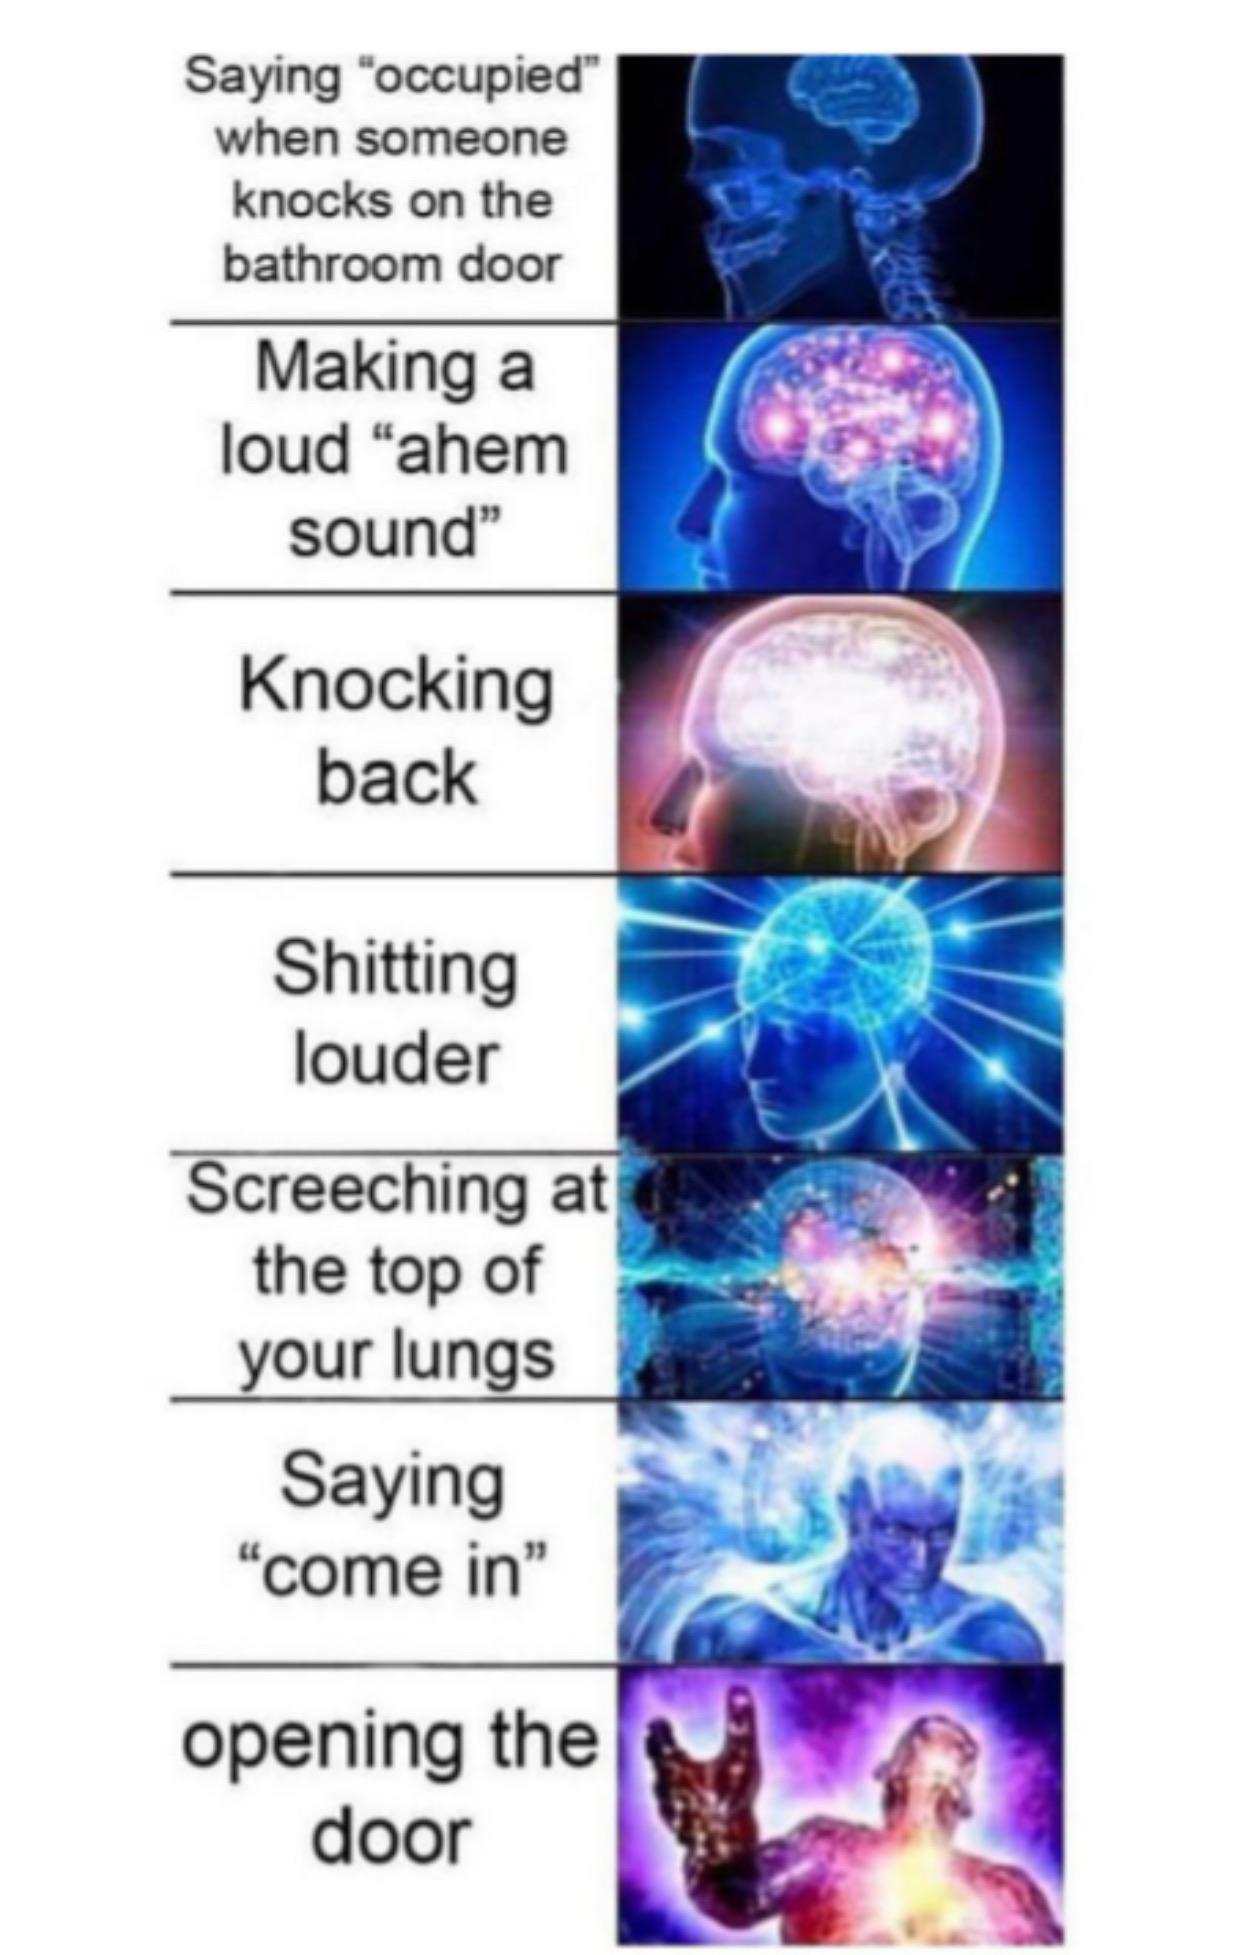 Saying “occupied”
when someone
knocks on the
bathroom door
Making a
loud “ahem
sound”
Knocking
back
Shitting
louder
Screeching at
the top of
your lungs
Saying
“come in”
opening the
door